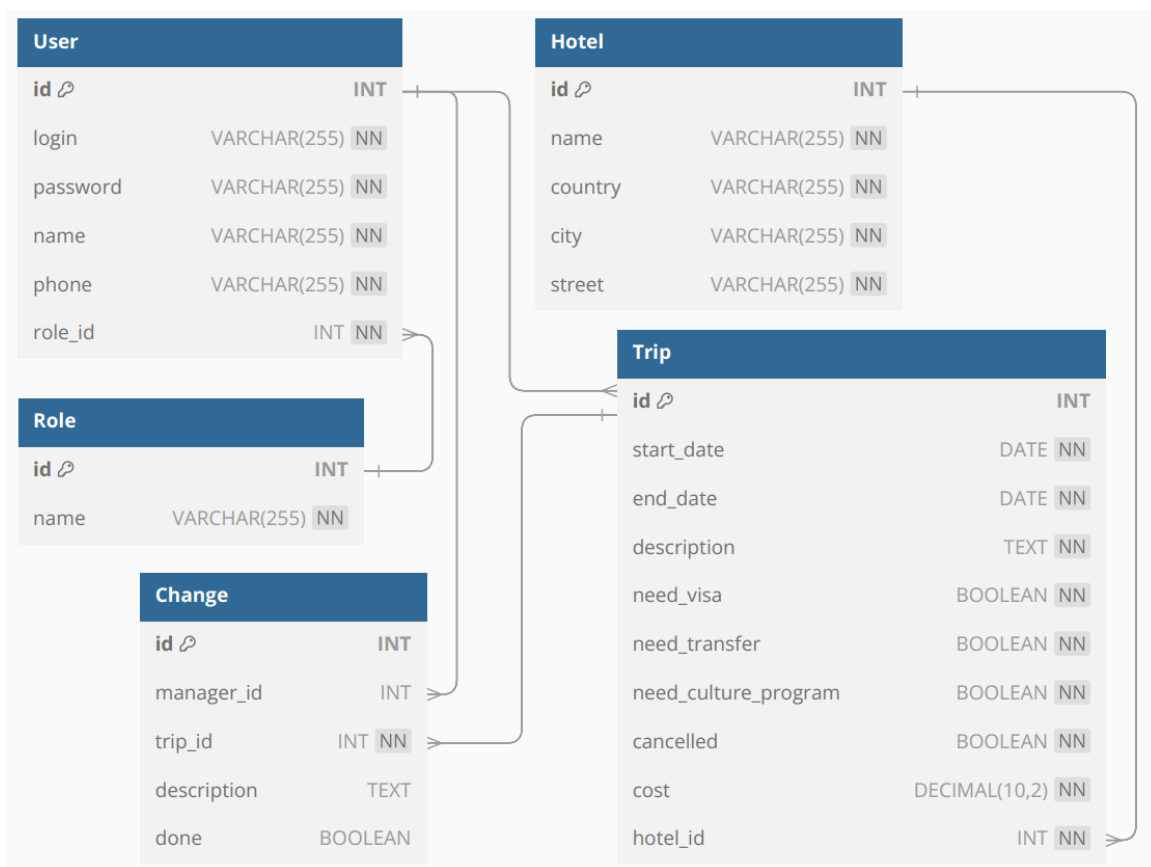 User
id INT
login VARCHAR(255) NN
password VARCHAR(255) NN
name VARCHAR(255) NN
phone VARCHAR(255) NN
role_id INT NN
Hotel
id INT
name VARCHAR(255) NN
country VARCHAR(255) NN
city VARCHAR(255) NN
street VARCHAR(255) NN
Role
id INT
name VARCHAR(255) NN
Trip
id INT
start_date DATE NN
end_date DATE NN
description TEXT NN
need_visa BOOLEAN NN
need_transfer BOOLEAN NN
need_culture_program BOOLEAN NN
cancelled BOOLEAN NN
cost DECIMAL(10,2) NN
hotel_id INT NN
Change
id INT
manager_id INT
trip_id INT NN
description TEXT
done BOOLEAN